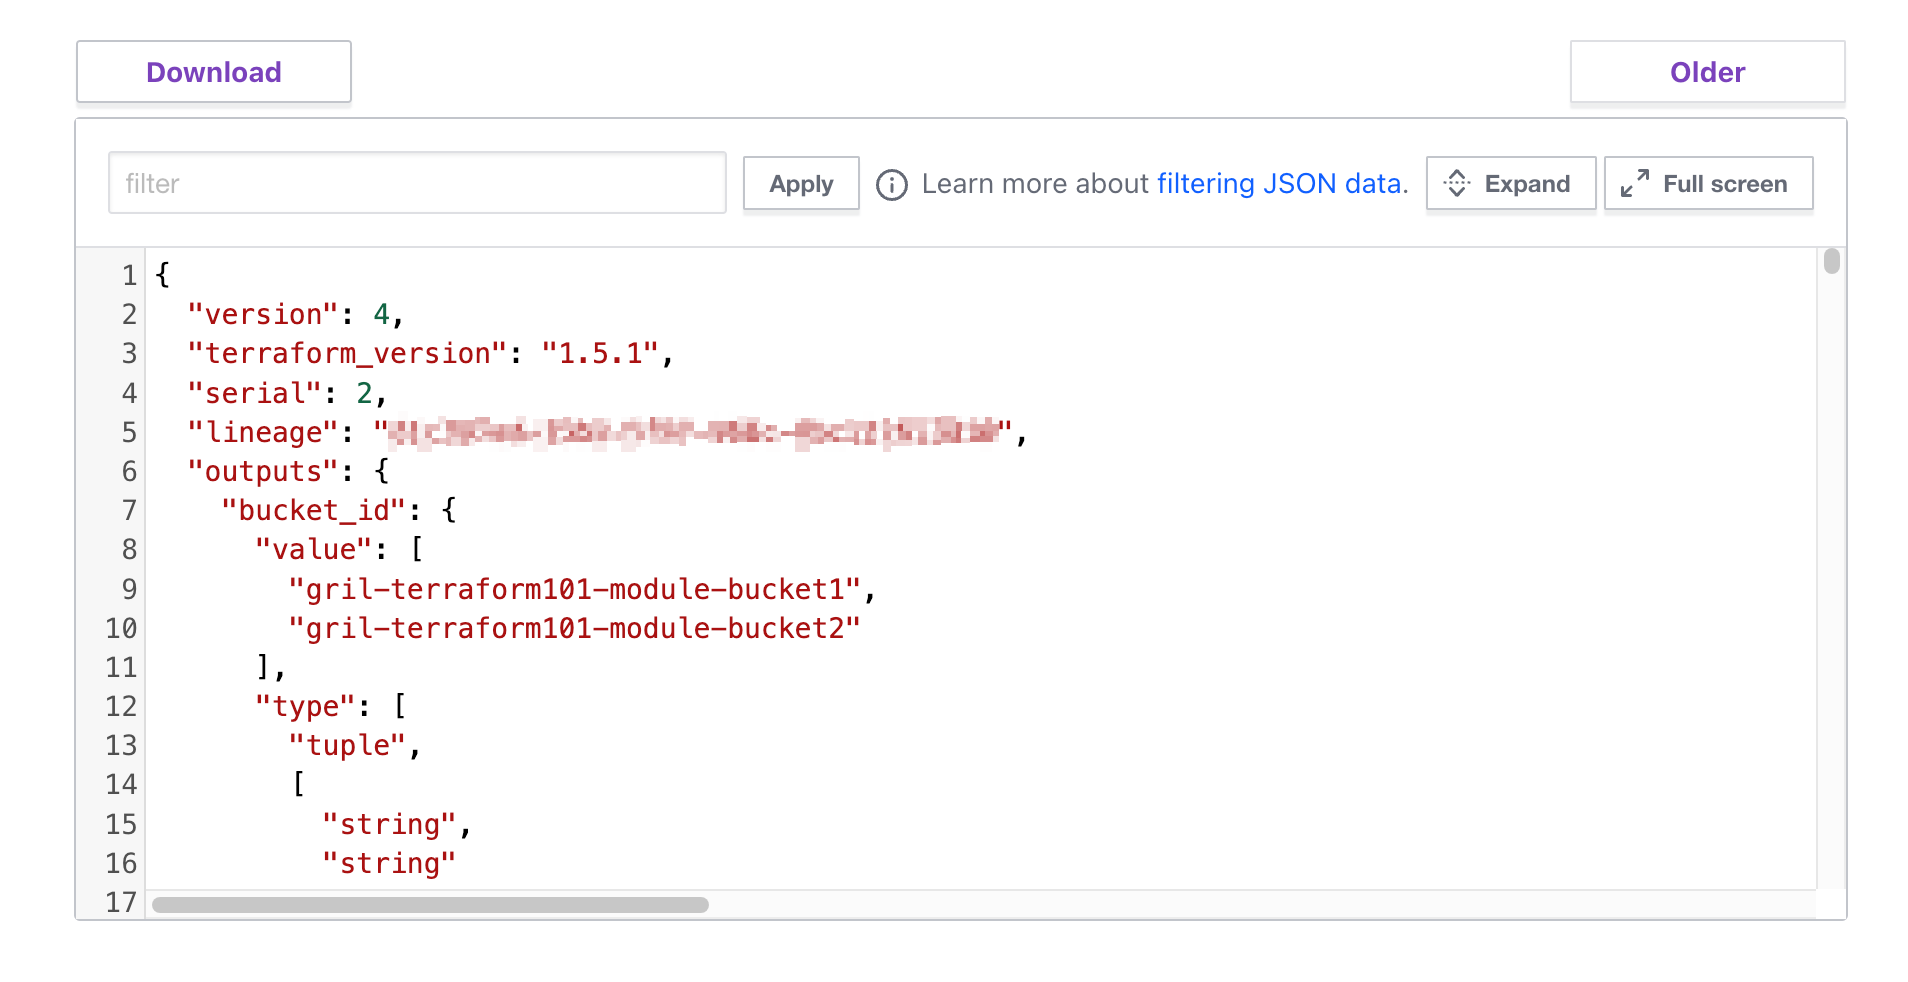 Download
Older
filter
Apply
Learn more about filtering JSON data.
Expand
Full screen
1 {
2 "version": 4,
3 "terraform_version": "1.5.1",
4 "serial": 2,
5 "lineage": "",
6 "outputs": {
7 "bucket_id": {
8 "value": [
9 "gril-terraform101-module-bucket1",
10 "gril-terraform101-module-bucket2"
11 ],
12 "type": [
13 "tuple",
14 [
15 "string",
16 "string"
17